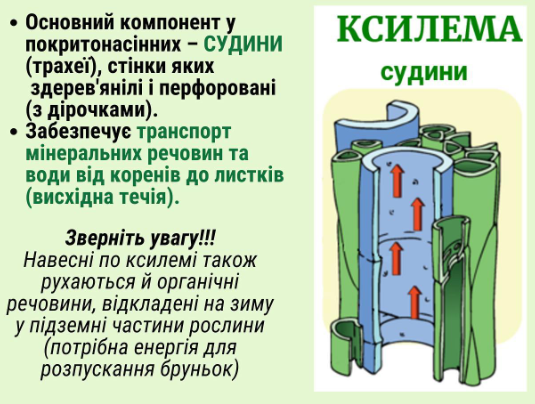 • Основний компонент у
покритонасінних – СУДИНИ
(трахеї), стінки яких
здерев'янілі і перфоровані
(з дірочками).
• Забезпечує транспорт
мінеральних речовин та
води від коренів до листків
(висхідна течія).
Зверніть увагу!!!
Навесні по ксилемі також
рухаються й органічні
речовини, відкладені на зиму
у підземні частини рослини
(потрібна енергія для
розпускання бруньок)
КСИЛЕМА
судини